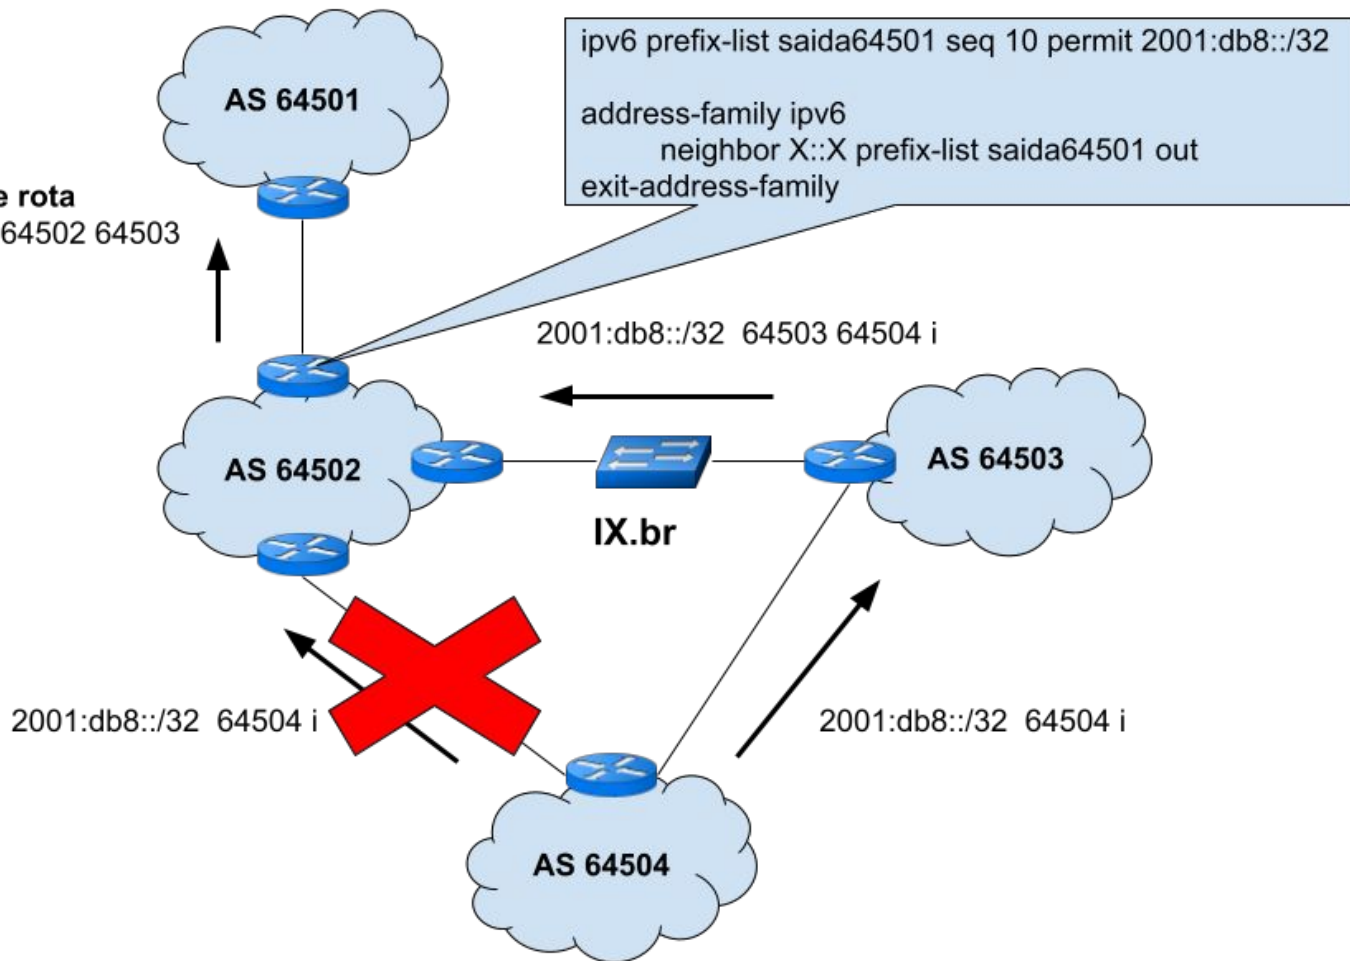 AS 64501
ipv6 prefix-list saida64501 seq 10 permit 2001:db8::/32
address-family ipv6
neighbor X::X prefix-list saida64501 out
exit-address-family
rota
64502 64503
2001:db8::/32 64503 64504 i
AS 64502
AS 64503
IX.br
2001:db8::/32 64504 i
2001:db8::/32 64504 i
AS 64504